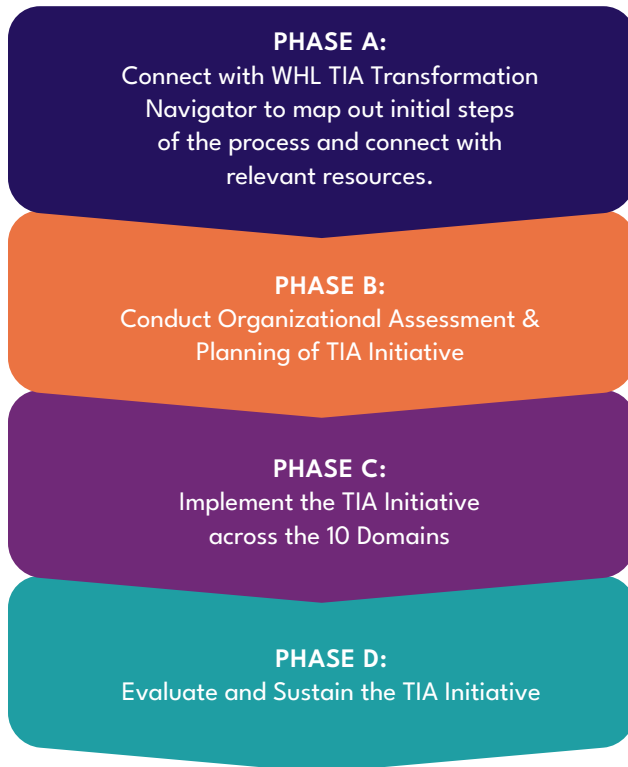 PHASE A:
Connect with WHL TIA Transformation
Navigator to map out initial steps
of the process and connect with
relevant resources.
PHASE B:
Conduct Organizational Assessment &
Planning of TIA Initiative
PHASE C:
Implement the TIA Initiative
across the 10 Domains
PHASE D:
Evaluate and Sustain the TIA Initiative